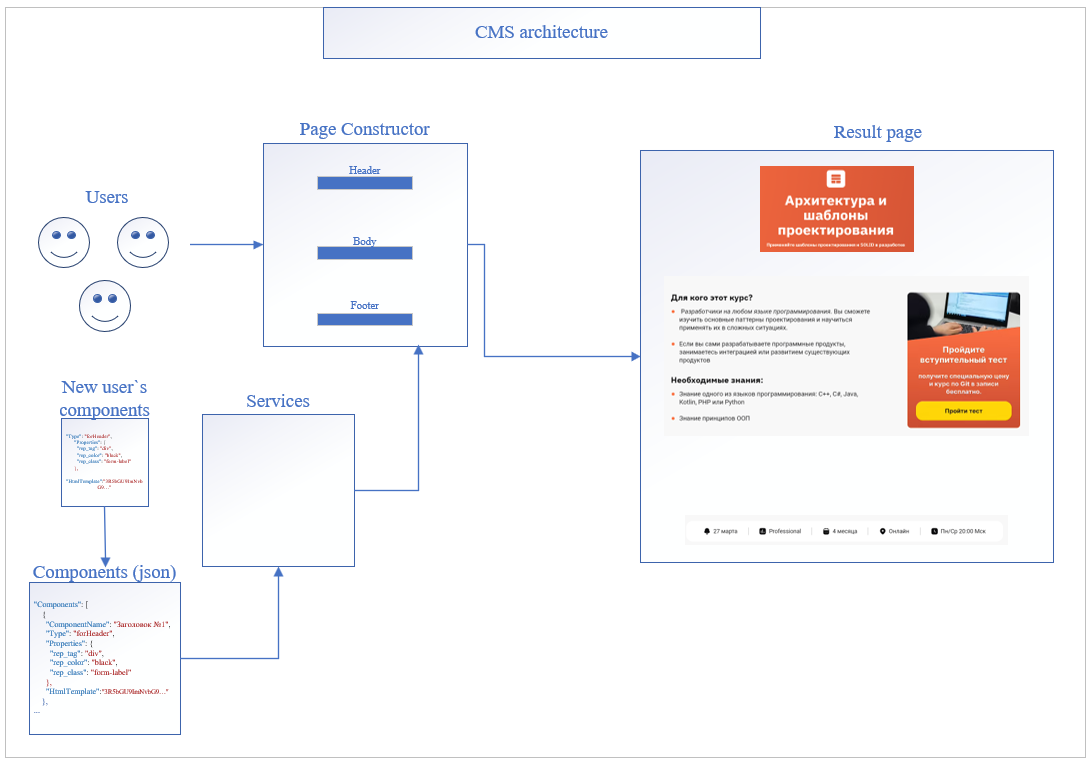 CMS architecture
Page Constructor
Result page
Header
Body
Footer
Users
Архитектура и
шаблоны
проектирования
Применяйте шаблоны проектирования и SOLID в разработке
Для кого этот курс?
Разработчики на любом языке программирования. Вы сможете
изучить основные паттерны проектирования и научиться
применять их в сложных ситуациях.
Если вы сами разрабатываете программные продукты,
занимаетесь интеграцией или развитием существующих
продуктов
Необходимые знания:
Знание одного из языков программирования: C++, C#, Java,
Kotlin, PHP или Python
Знание принципов ООП
Пройдите
вступительный тест
получите специальную цену
и курс по Git в записи
бесплатно.
Пройти тест
27 марта
Professional
4 месяца
Онлайн
Пн/Ср 20:00 Мск
New user`s
components
"Type": "forHeader",
"Properties": {
"rep_tag": "div",
"rep_color": "black",
"rep_class": "form-label"
},
"HtmlTemplate":"3R5bGU9ImNvb
G9..."
Services
Components (json)
"Components": [
{
"ComponentName": "Заголовок №1",
"Type": "forHeader",
"Properties": {
"rep_tag": "div",
"rep_color": "black",
"rep_class": "form-label"
},
"HtmlTemplate":"3R5bGU9ImNvbG9..."
},
...